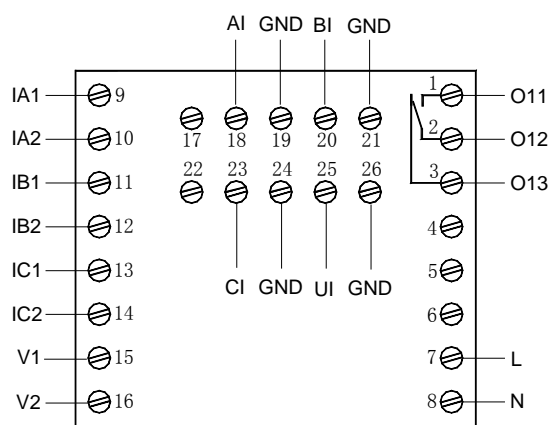 AI GND BI GND
IA1 9 1 O11
IA2 10 17 18 19 20 21 2 O12
IB1 11 22 23 24 25 26 3 O13
IB2 12 4
IC1 13 CI GND UI GND 5
IC2 14 6
V1 15 7 L
V2 16 8 N